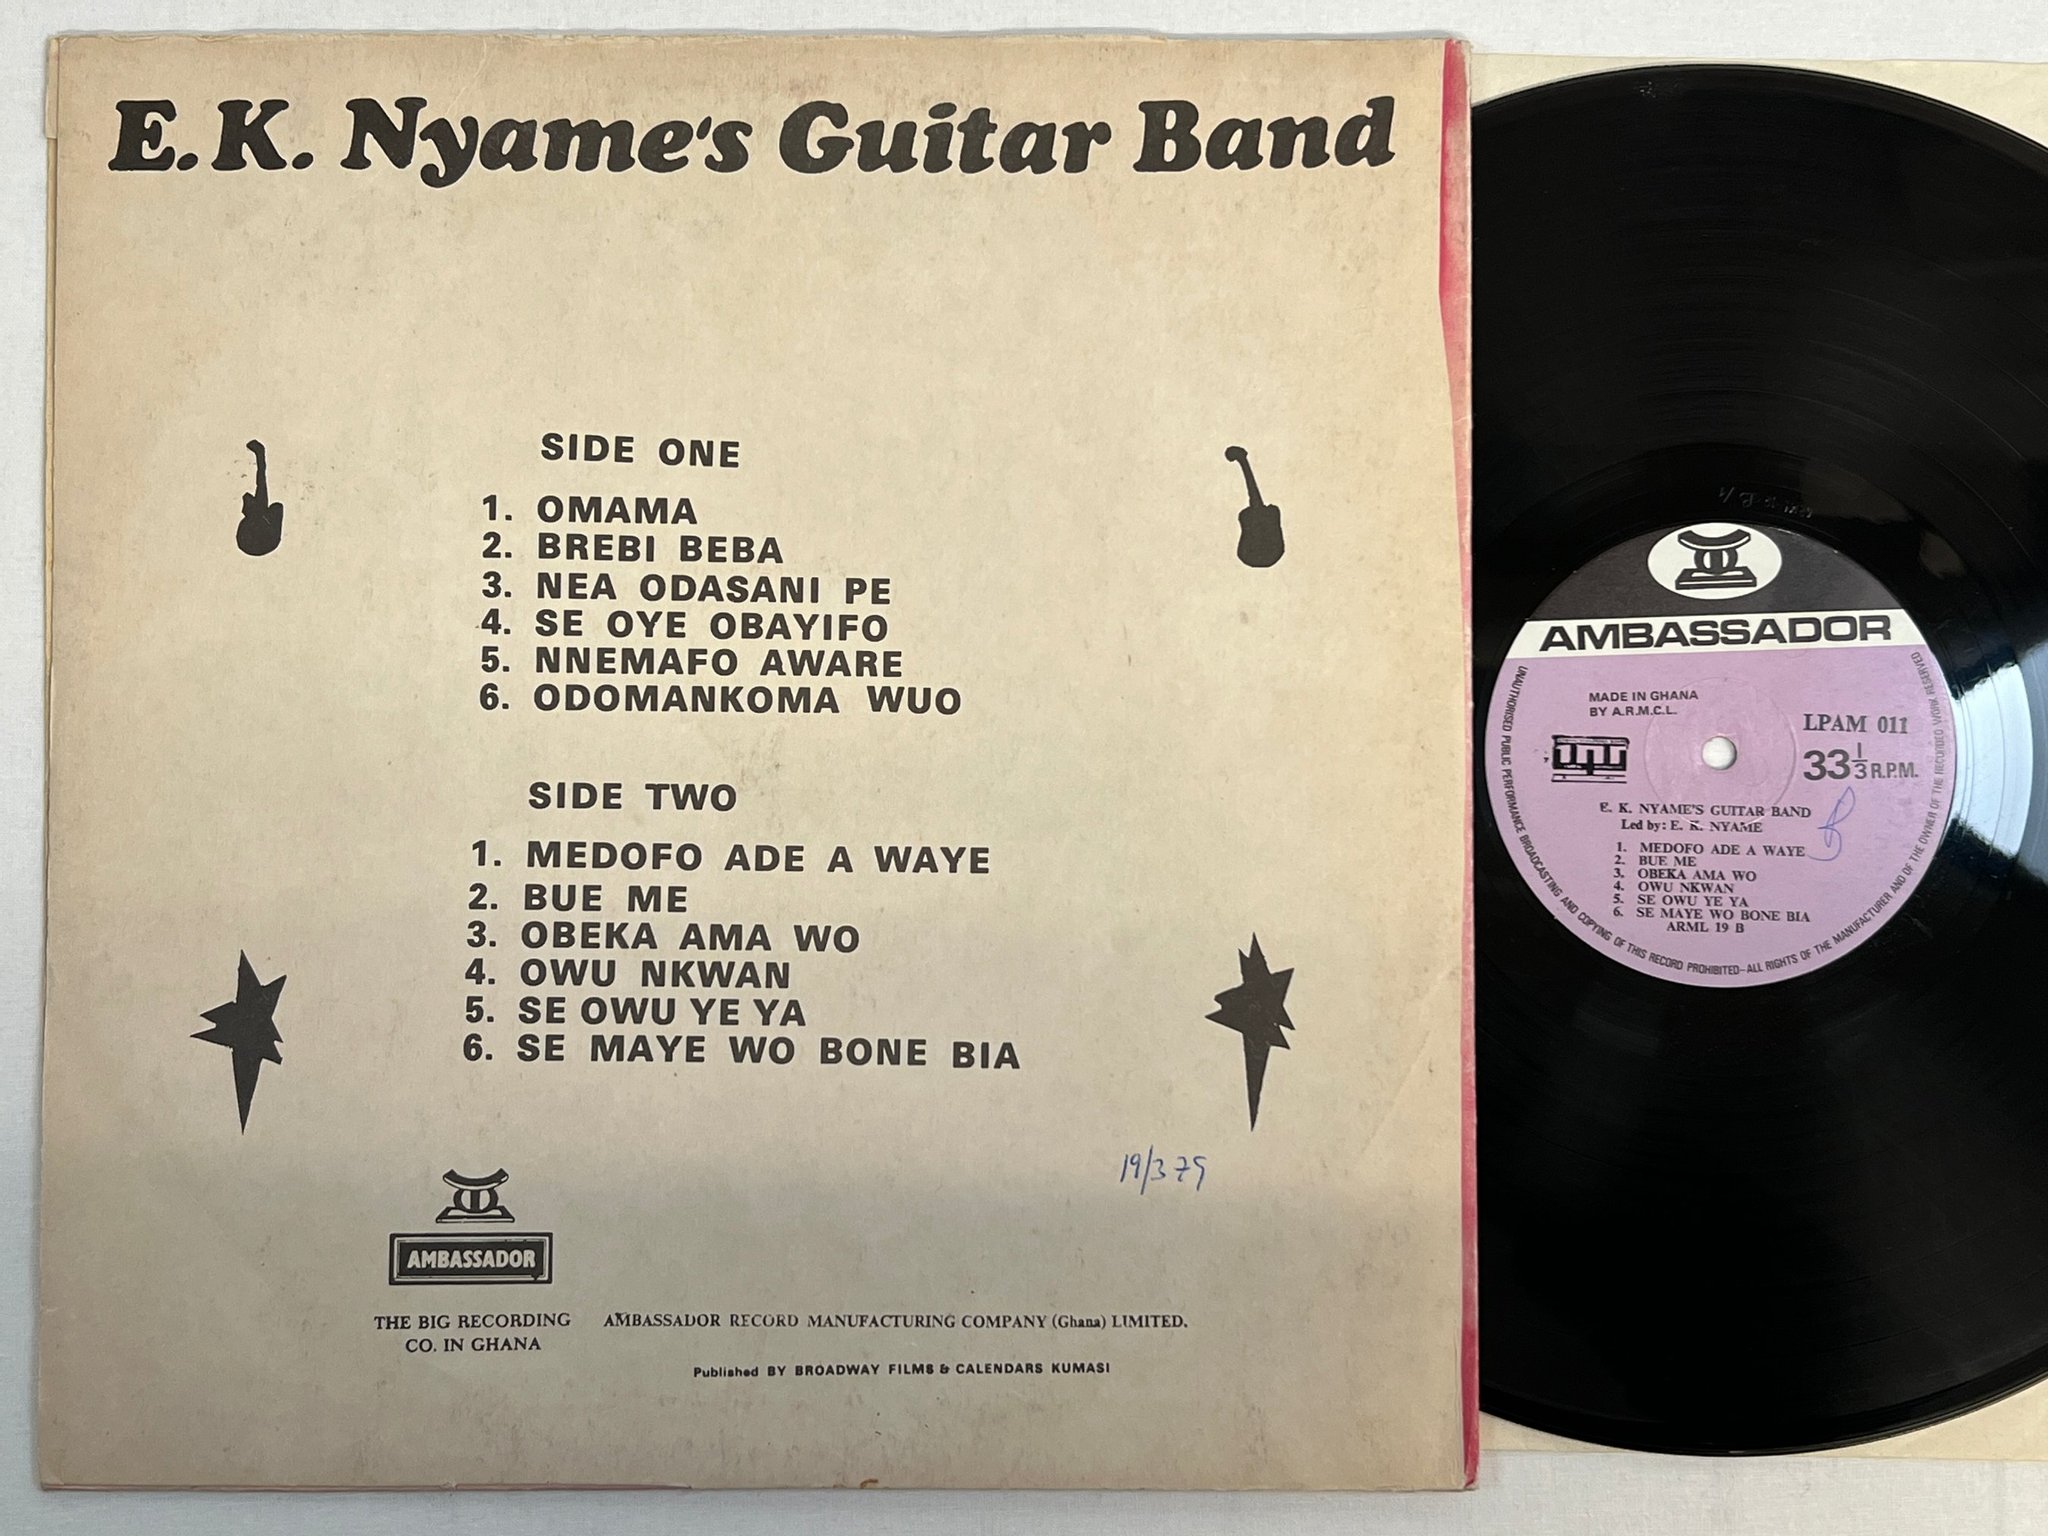 E. K. Nyame's Guitar Band
SIDE ONE
1. OMAMA
2. BREBI BEBA
3. NEA ODASANI PE
4. SE OYE OBAYIFO
5. NNEMAFO AWARE
6. ODOMANKOMA WUO
SIDE TWO
1. MEDOFO ADE A WAYE
2. BUE ME
3. OBEKA AMA WO
4. OWU NKWAN
5. SE OWU YE YA
6. SE MAYE WO BONE BIA
19/3 79
AMBASSADOR
THE BIG RECORDING
CO. IN GHANA
AMBASSADOR RECORD MANUFACTURING COMPANY (Ghana) LIMITED.
Published BY BROADWAY FILMS & CALENDARS KUMASI
AMBASSADOR
MADE IN GHANA
BY A.R.M.C.L.
LPAM 011
33 1/3 R.P.M.
E. K. NYAME'S GUITAR BAND
Led by: E. K. NYAME
1. MEDOFO ADE A WAYE
2. BUE ME
3. OBEKA AMA WO
4. OWU NKWAN
5. SE OWU YE YA
6. SE MAYE WO BONE BIA
ARML 19 B
UNAUTHORISED PUBLIC PERFORMANCE BROADCASTING AND COPYING OF THIS RECORD PROHIBITED—ALL RIGHTS OF THE MANUFACTURER AND OF THE OWNER OF THE RECORDED WORK RESERVED